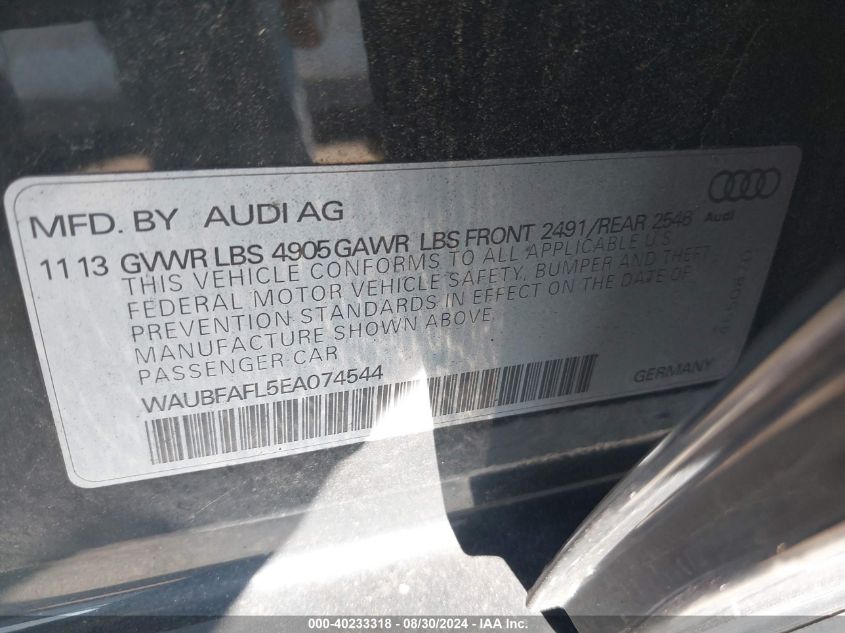 MFD. BY AUDI AG
Audi
11 13 GVWR LBS 4905 GAWR LBS FRONT 2491/REAR 2546
THIS VEHICLE CONFORMS TO ALL APPLICABLE U.S.
FEDERAL MOTOR VEHICLE SAFETY, BUMPER AND THEFT
PREVENTION STANDARDS IN EFFECT ON THE DATE OF
MANUFACTURE SHOWN ABOVE.
PASSENGER CAR
WAUBFAFL5EA074544
GERMANY
000-40233318 - 08/30/2024 - IAA Inc.